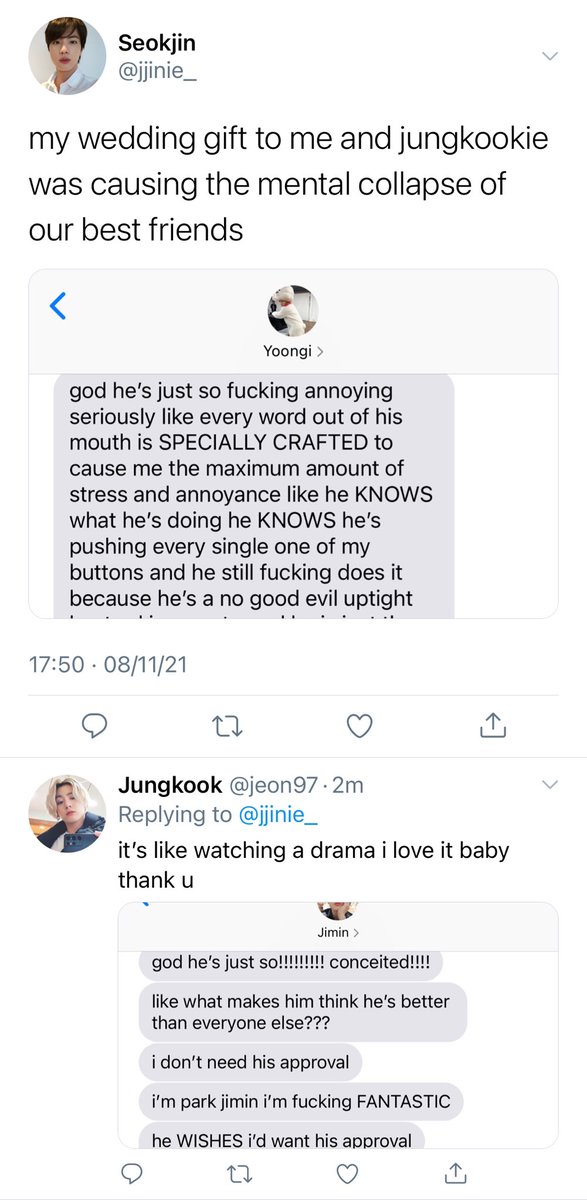 Seokjin
@jjinie_
my wedding gift to me and jungkookie
was causing the mental collapse of
our best friends
Yoongi
god he's just so fucking annoying
seriously like every word out of his
mouth is SPECIALLY CRAFTED to
cause me the maximum amount of
stress and annoyance like he KNOWS
what he's doing he KNOWS he's
pushing every single one of my
buttons and he still fucking does it
because he's a no good evil uptight
17:50 · 08/11/21
Jungkook @jeon97 · 2m
Replying to @jjinie_
it's like watching a drama i love it baby
thank u
Jimin
god he's just so!!!!!!!!! conceited!!!!
like what makes him think he's better
than everyone else???
i don't need his approval
i'm park jimin i'm fucking FANTASTIC
he WISHES i'd want his approval